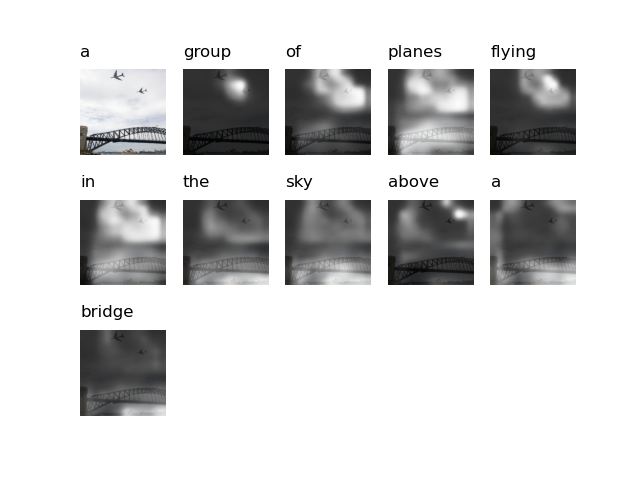 a group of planes flying
in the sky above a
bridge